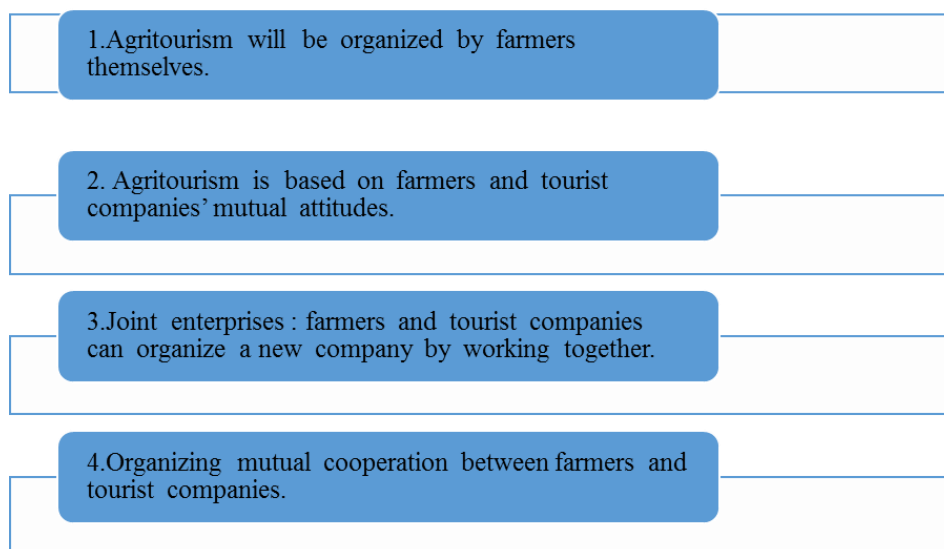 1.Agritourism will be organized by farmers
themselves.
2. Agritourism is based on farmers and tourist
companies’ mutual attitudes.
3.Joint enterprises : farmers and tourist companies
can organize a new company by working together.
4.Organizing mutual cooperation between farmers and
tourist companies.